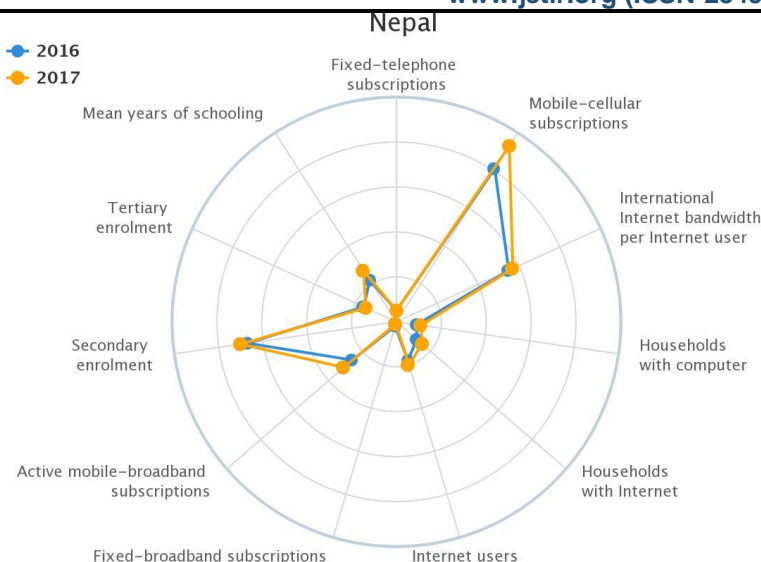 Nepal
2016
2017
Fixed-telephone
subscriptions
Mobile-cellular
subscriptions
International
Internet bandwidth
per Internet user
Households
with computer
Households
with Internet
Internet users
Fixed-broadband subscriptions
Active mobile-broadband
subscriptions
Secondary
enrolment
Tertiary
enrolment
Mean years of schooling